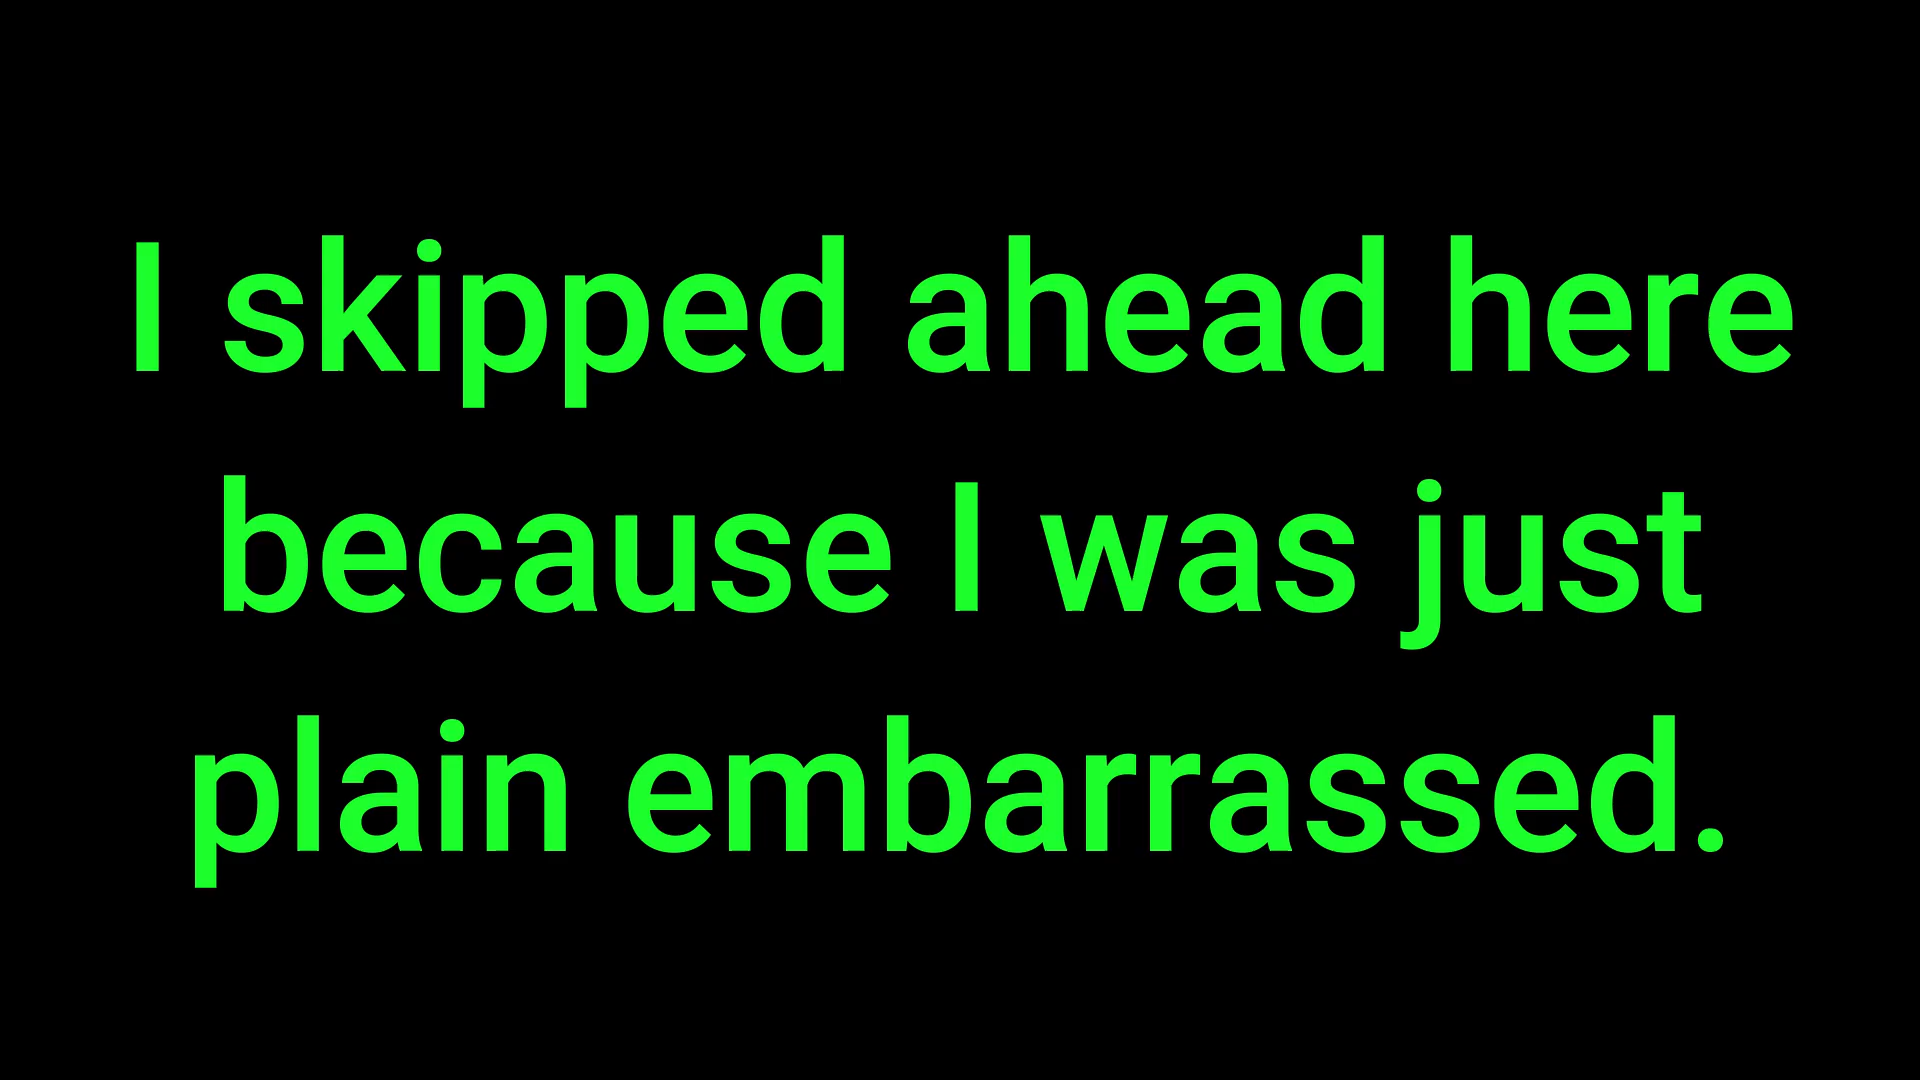 I skipped ahead here
because I was just
plain embarrassed.